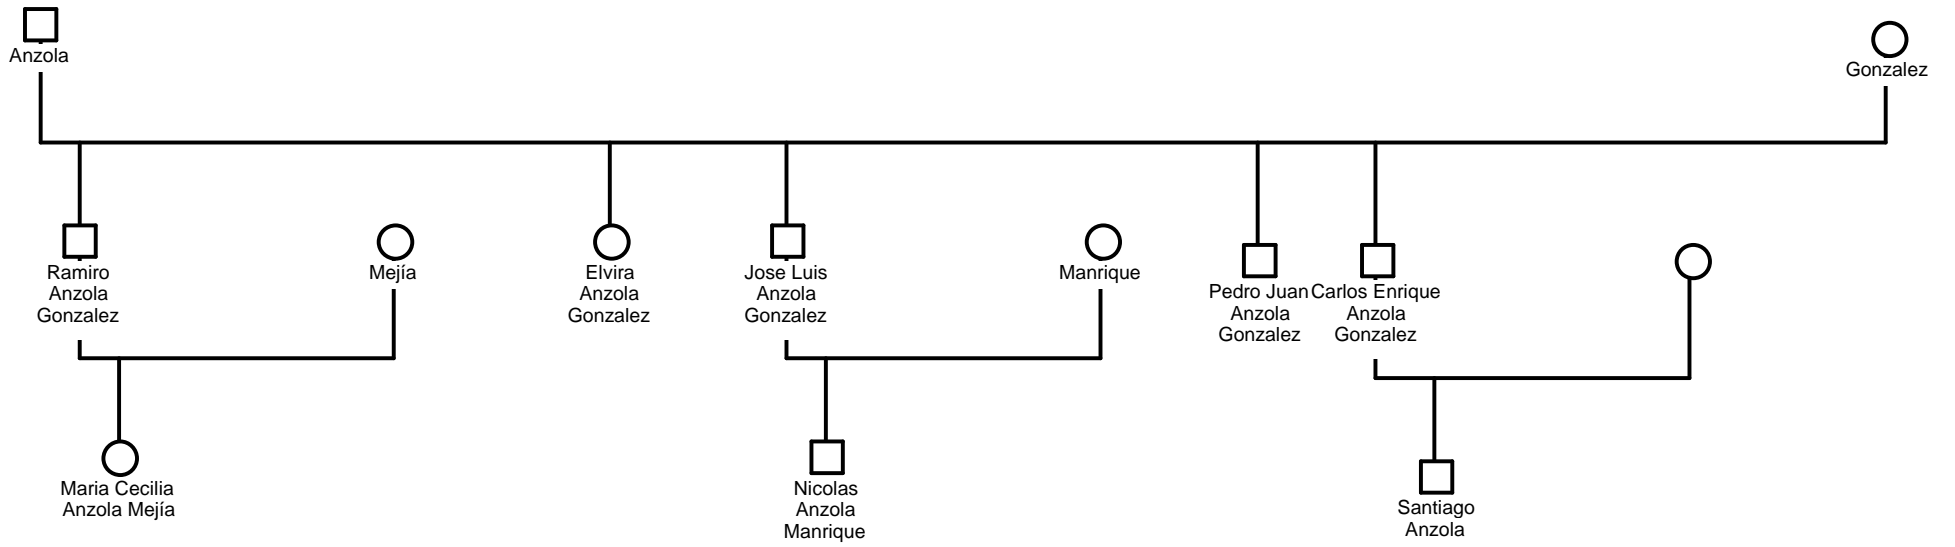 Anzola
Gonzalez
Ramiro
Anzola
Gonzalez
Mejía
Elvira
Anzola
Gonzalez
Jose Luis
Anzola
Gonzalez
Manrique
Pedro Juan
Anzola
Gonzalez
Carlos Enrique
Anzola
Gonzalez
Maria Cecilia
Anzola Mejía
Nicolas
Anzola
Manrique
Santiago
Anzola